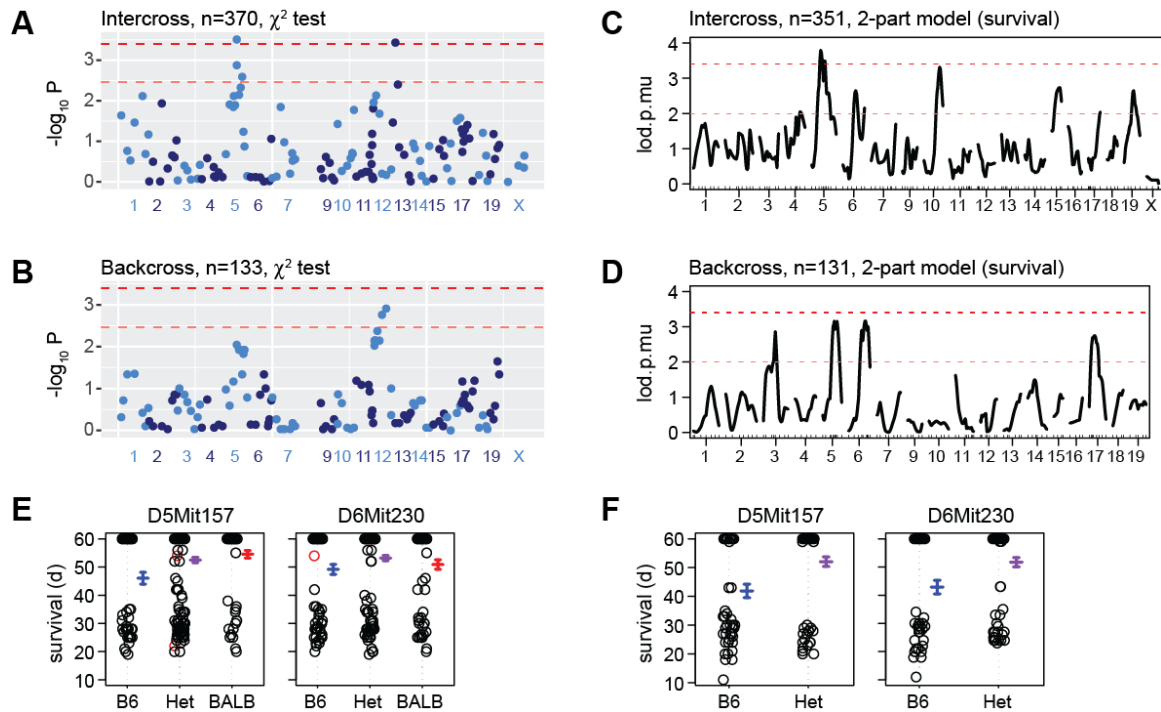 A
Intercross, n=370, χ² test
-log₁₀ P
3
2
1
0
1 2 3 4 5 6 7 9 10 11 12 13 14 15 17 19 X
B
Backcross, n=133, χ² test
-log₁₀ P
3
2
1
0
1 2 3 4 5 6 7 9 10 11 12 13 14 15 17 19 X
C
Intercross, n=351, 2-part model (survival)
lod.p.mu
4
3
2
1
0
1 2 3 4 5 6 7 9 10 11 12 13 14 15 16 17 18 19 X
D
Backcross, n=131, 2-part model (survival)
lod.p.mu
4
3
2
1
0
1 2 3 4 5 6 7 9 10 11 12 13 14 15 16 17 18 19
E
D5Mit157 D6Mit230
survival (d)
60
50
40
30
20
10
B6 Het BALB B6 Het BALB
F
D5Mit157 D6Mit230
survival (d)
60
50
40
30
20
10
B6 Het B6 Het